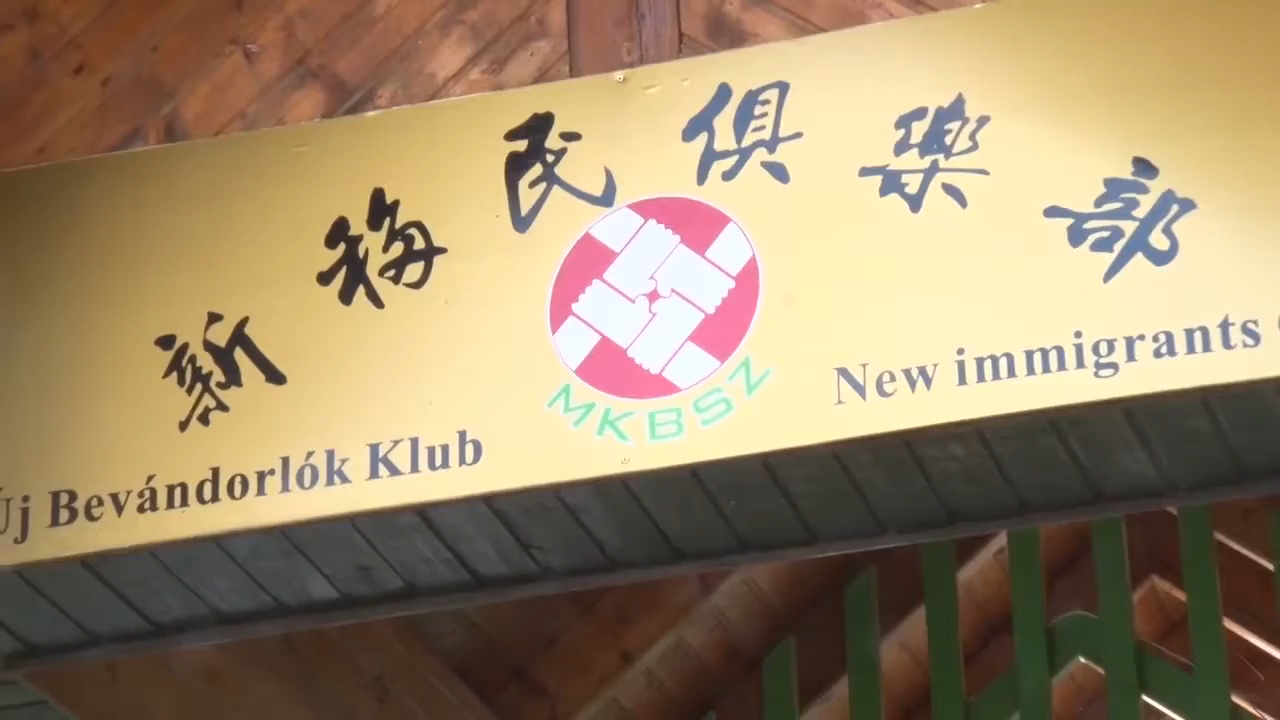 新移民俱樂部
MKBSZ
Új Bevándorlók Klub
New immigrants